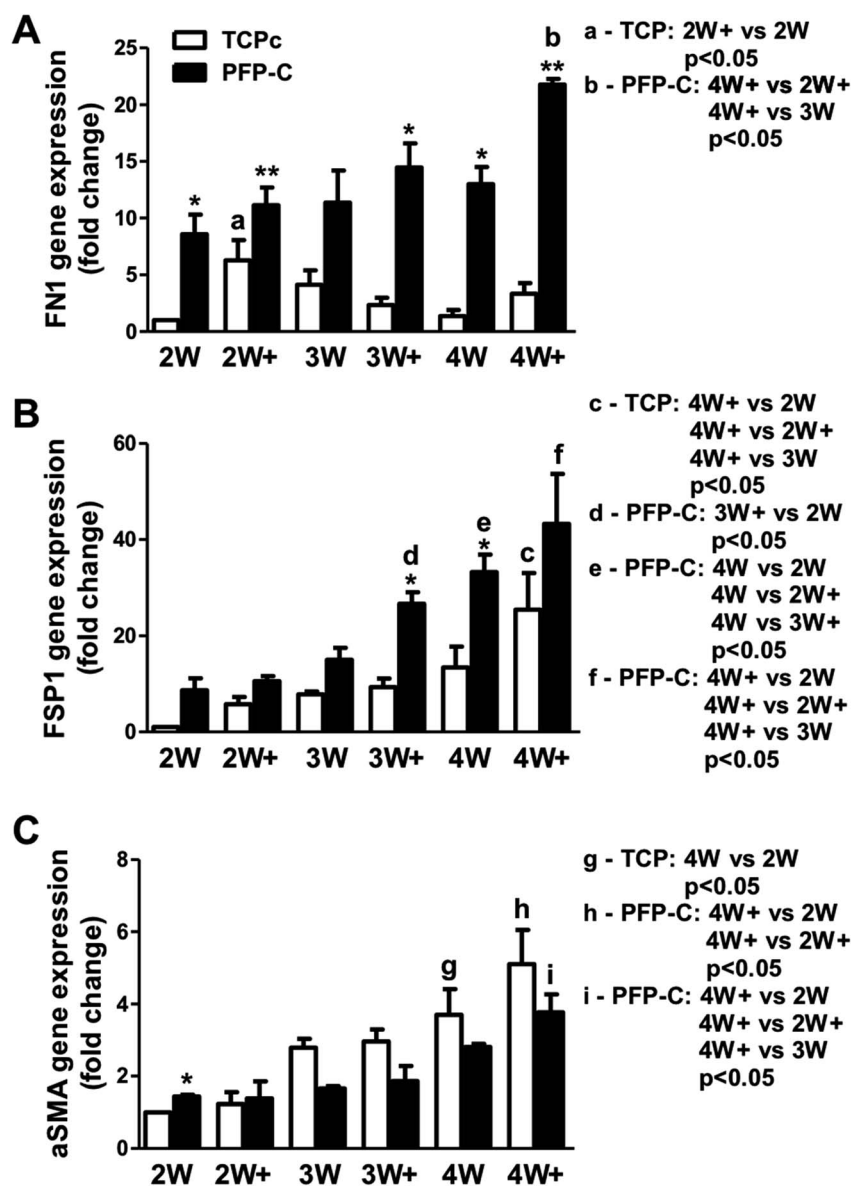 A
TCPc
PFP-C
FN1 gene expression
(fold change)
25
20
15
10
5
0
*
a
**
*
*
b
**
2W 2W+ 3W 3W+ 4W 4W+
a - TCP: 2W+ vs 2W
p<0.05
b - PFP-C: 4W+ vs 2W+
4W+ vs 3W
p<0.05
B
FSP1 gene expression
(fold change)
60
40
20
0
d
*
e
*
c
f
2W 2W+ 3W 3W+ 4W 4W+
c - TCP: 4W+ vs 2W
4W+ vs 2W+
4W+ vs 3W
p<0.05
d - PFP-C: 3W+ vs 2W
p<0.05
e - PFP-C: 4W vs 2W
4W vs 2W+
4W vs 3W+
p<0.05
f - PFP-C: 4W+ vs 2W
4W+ vs 2W+
4W+ vs 3W
p<0.05
C
aSMA gene expression
(fold change)
8
6
4
2
0
*
g
h
i
2W 2W+ 3W 3W+ 4W 4W+
g - TCP: 4W vs 2W
p<0.05
h - PFP-C: 4W+ vs 2W
4W+ vs 2W+
p<0.05
i - PFP-C: 4W+ vs 2W
4W+ vs 2W+
4W+ vs 3W
p<0.05